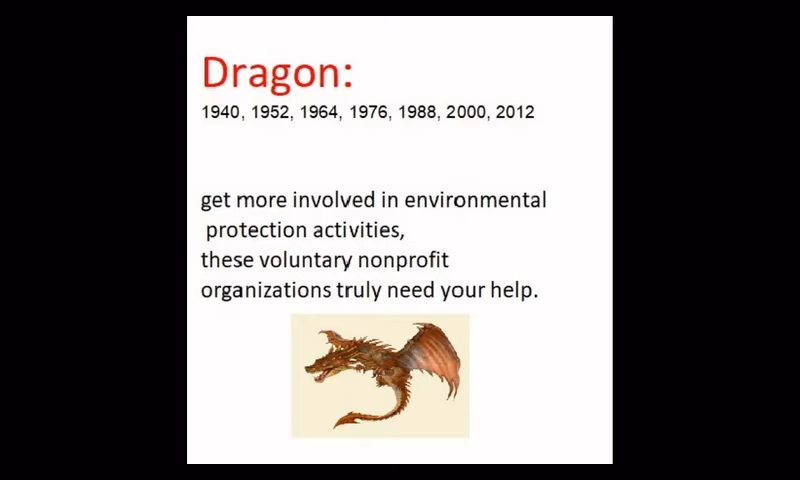 Dragon:
1940, 1952, 1964, 1976, 1988, 2000, 2012
get more involved in environmental
protection activities,
these voluntary nonprofit
organizations truly need your help.